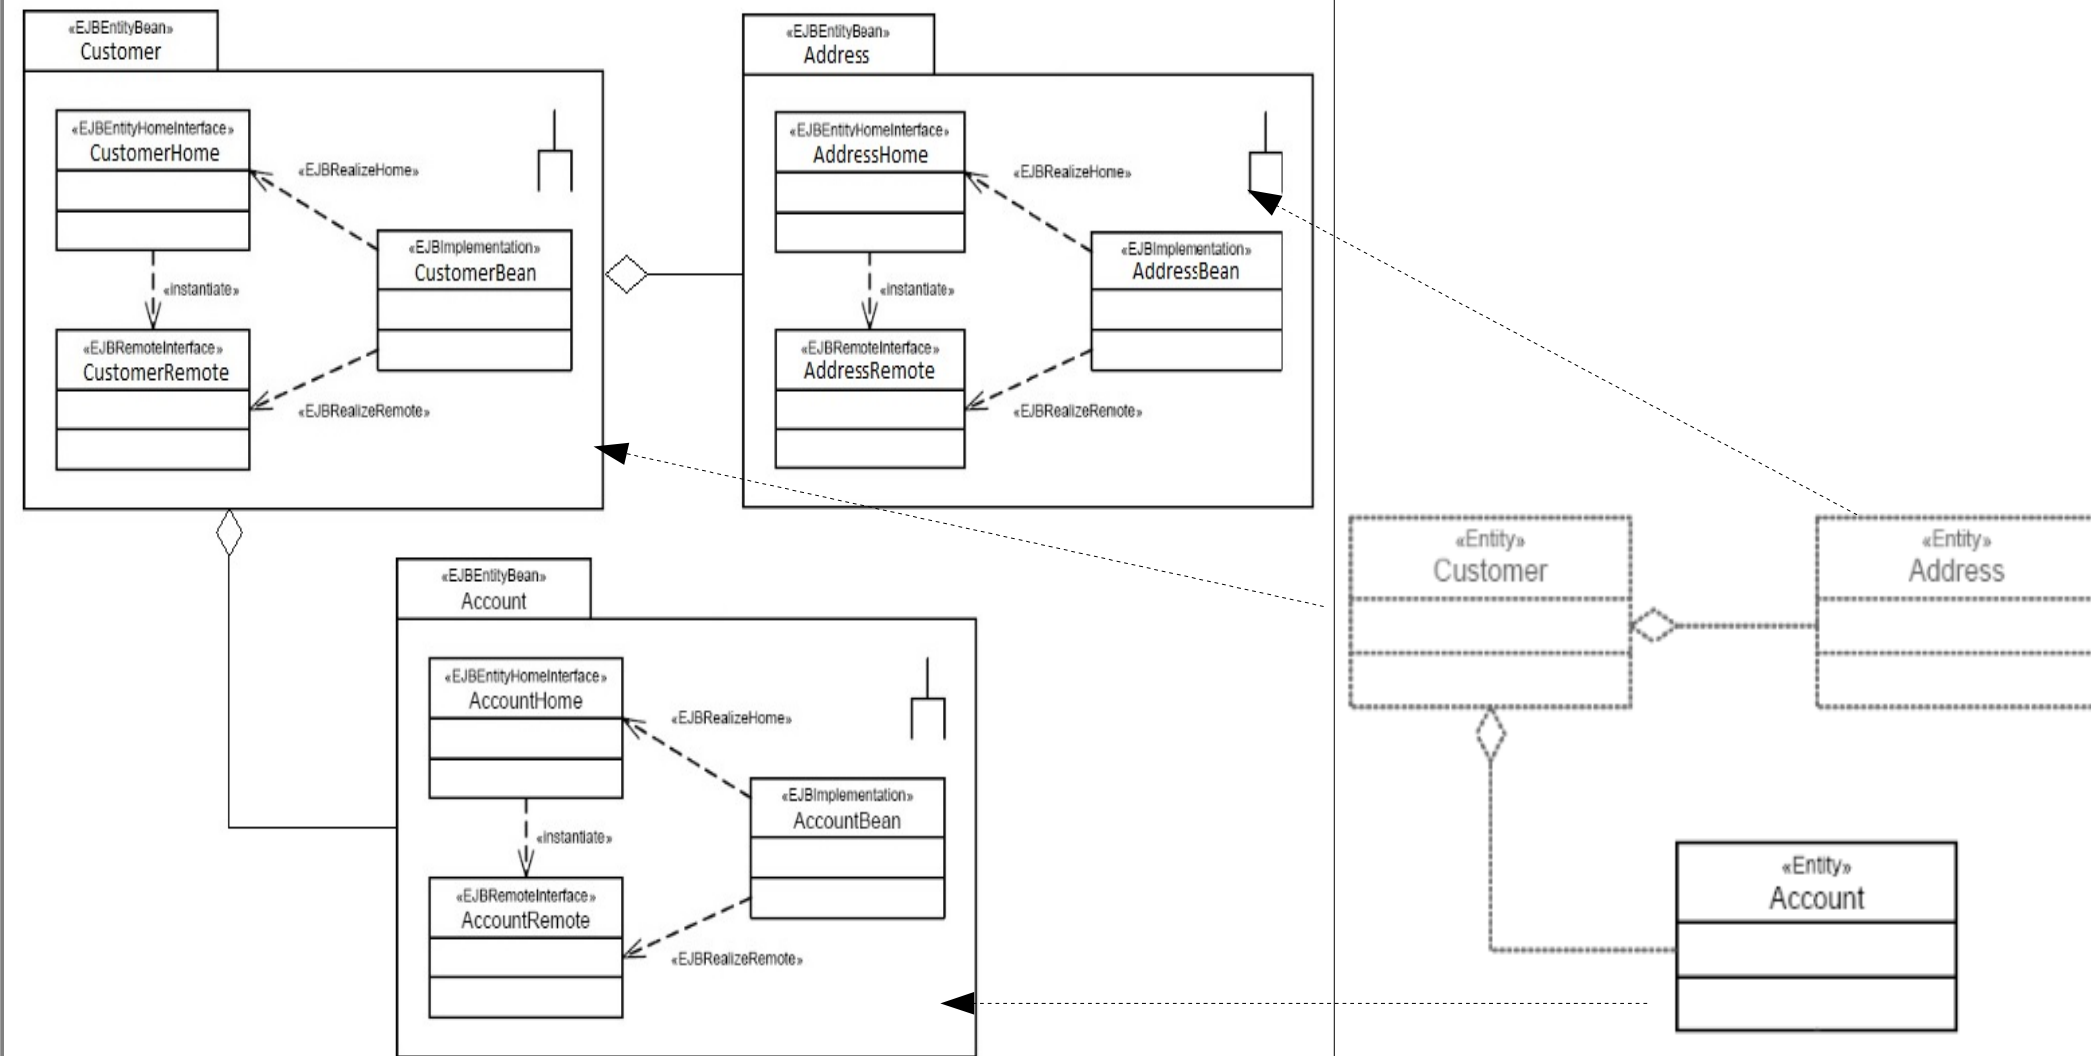 «EJBEntityBean»
Customer
«EJBEntityHomeInterface»
CustomerHome
«EJBRealizeHome»
«EJBImplementation»
CustomerBean
«instantiate»
«EJBRemoteInterface»
CustomerRemote
«EJBRealizeRemote»
«EJBEntityBean»
Address
«EJBEntityHomeInterface»
AddressHome
«EJBRealizeHome»
«EJBImplementation»
AddressBean
«instantiate»
«EJBRemoteInterface»
AddressRemote
«EJBRealizeRemote»
«EJBEntityBean»
Account
«EJBEntityHomeInterface»
AccountHome
«EJBRealizeHome»
«EJBImplementation»
AccountBean
«instantiate»
«EJBRemoteInterface»
AccountRemote
«EJBRealizeRemote»
«Entity»
Customer
«Entity»
Address
«Entity»
Account